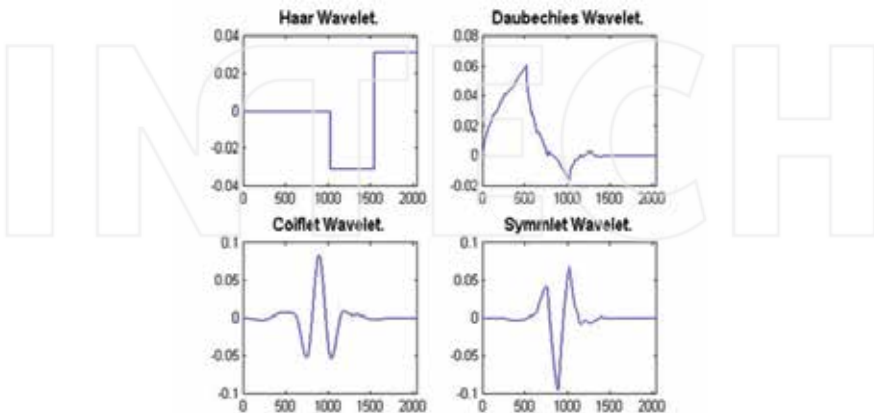 INTECH
Haar Wavelet.
0.04
0.02
0
-0.02
-0.04
0 500 1000 1500 2000
Daubechies Wavelet.
0.08
0.06
0.04
0.02
0
-0.02
0 500 1000 1500 2000
Coiflet Wavelet.
0.1
0.05
0
-0.05
-0.1
0 500 1000 1500 2000
Symmlet Wavelet.
0.1
0.05
0
-0.05
-0.1
0 500 1000 1500 2000